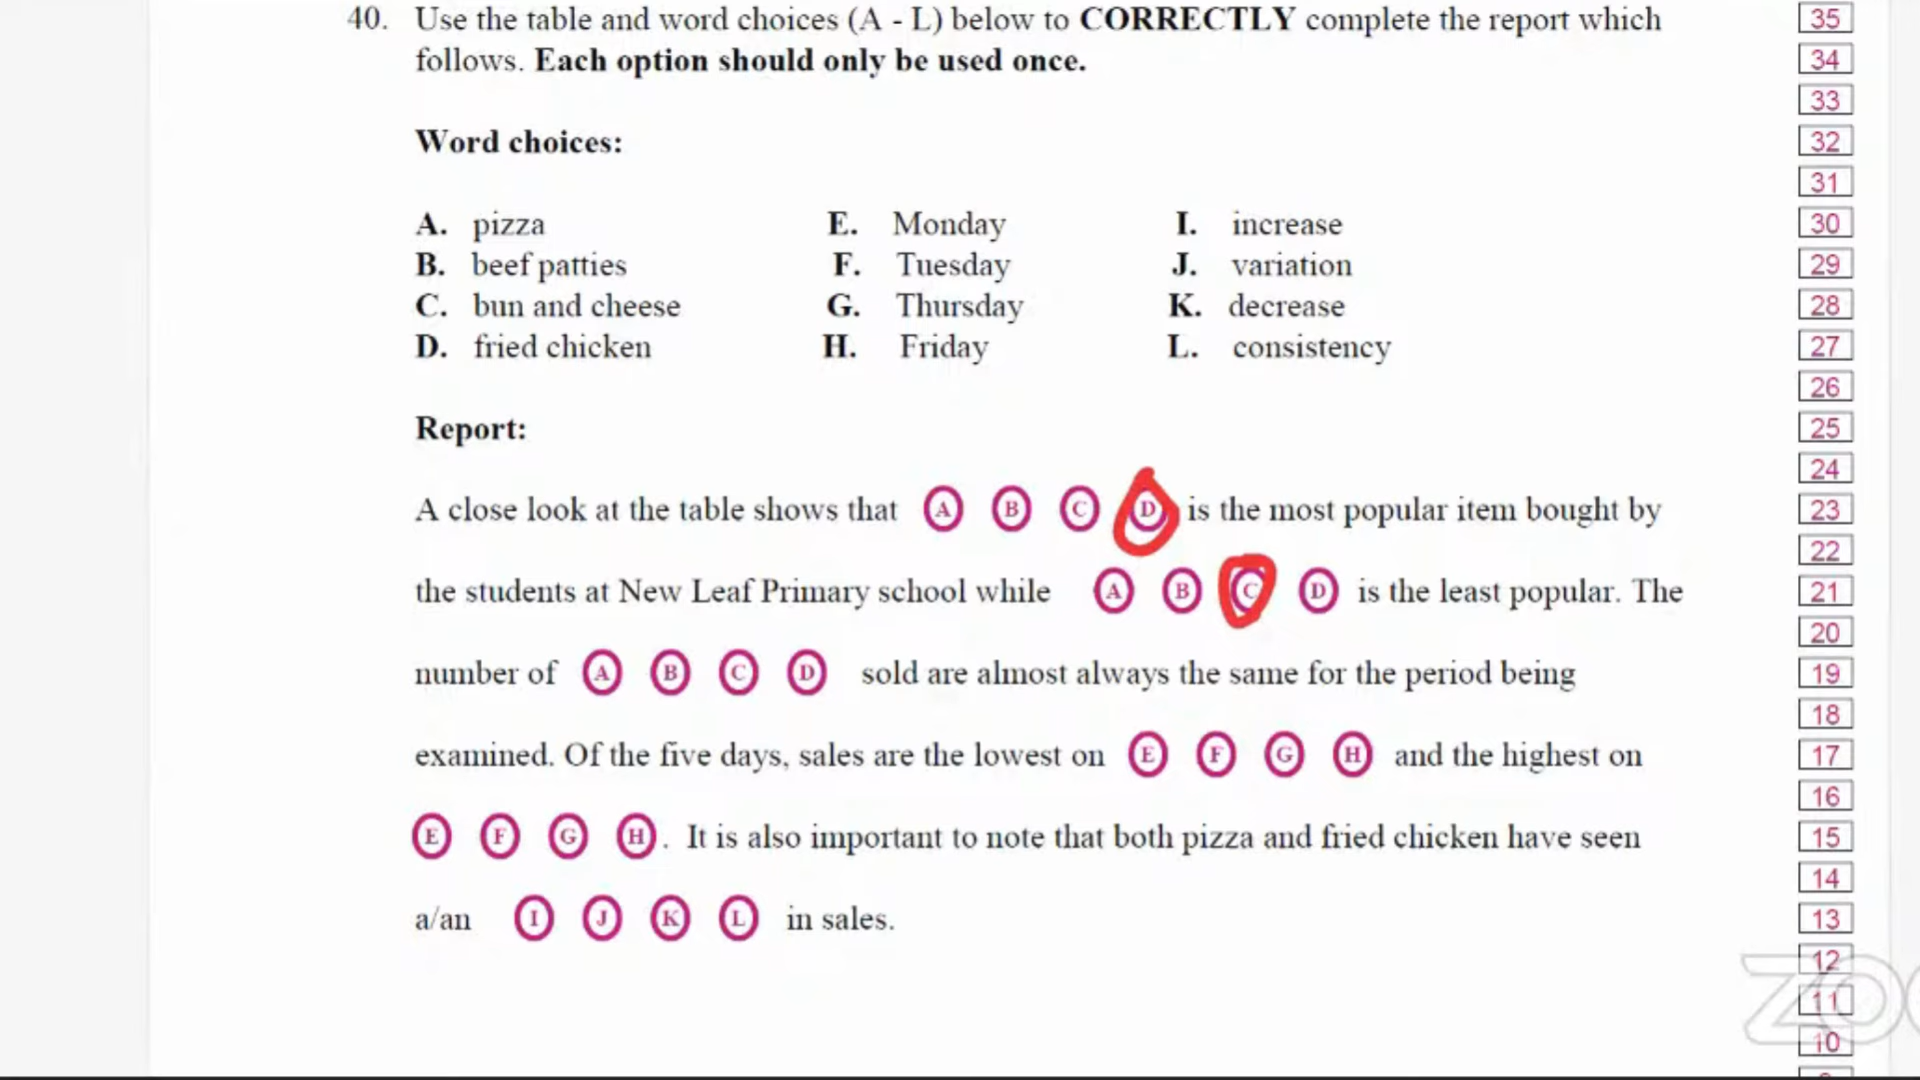 40. Use the table and word choices (A - L) below to CORRECTLY complete the report which
follows. Each option should only be used once.
Word choices:
A. pizza E. Monday I. increase
B. beef patties F. Tuesday J. variation
C. bun and cheese G. Thursday K. decrease
D. fried chicken H. Friday L. consistency
Report:
A close look at the table shows that A B C D is the most popular item bought by
the students at New Leaf Primary school while A B C D is the least popular. The
number of A B C D sold are almost always the same for the period being
examined. Of the five days, sales are the lowest on E F G H and the highest on
E F G H. It is also important to note that both pizza and fried chicken have seen
a/an I J K L in sales.
35
34
33
32
31
30
29
28
27
26
25
24
23
22
21
20
19
18
17
16
15
14
13
12
11
10